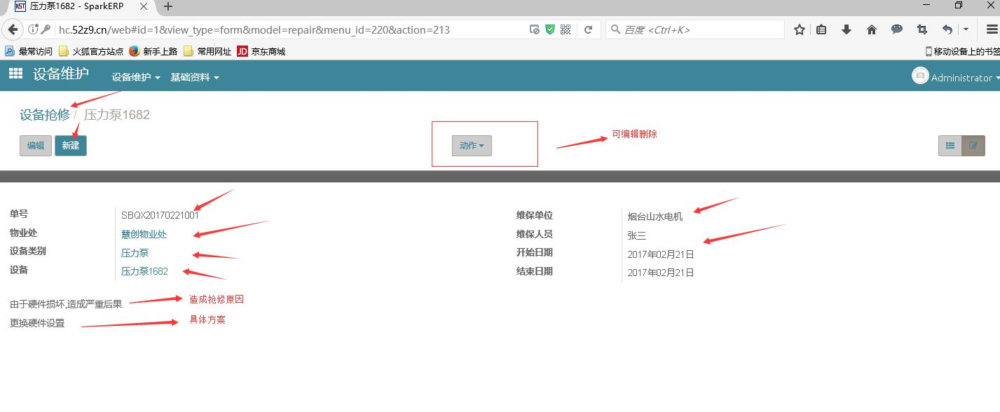 压力泵1682 - SparkERP
hc.52z9.cn/web#id=1&view_type=form&model=repair&menu_id=220&action=213
百度 <Ctrl+K>
最常访问 火狐官方站点 新手上路 常用网址 JD 京东商城 移动设备上的书签
设备维护 设备维护 基础资料 Administrator
设备抢修 / 压力泵1682
可编辑删除
编辑 新建 动作
单号 SBQX20170221001
物业处 慧创物业处
设备类别 压力泵
设备 压力泵1682
维保单位 烟台山水电机
维保人员 张三
开始日期 2017年02月21日
结束日期 2017年02月21日
由于硬件损坏,造成严重后果. 造成抢修原因
更换硬件设置 具体方案